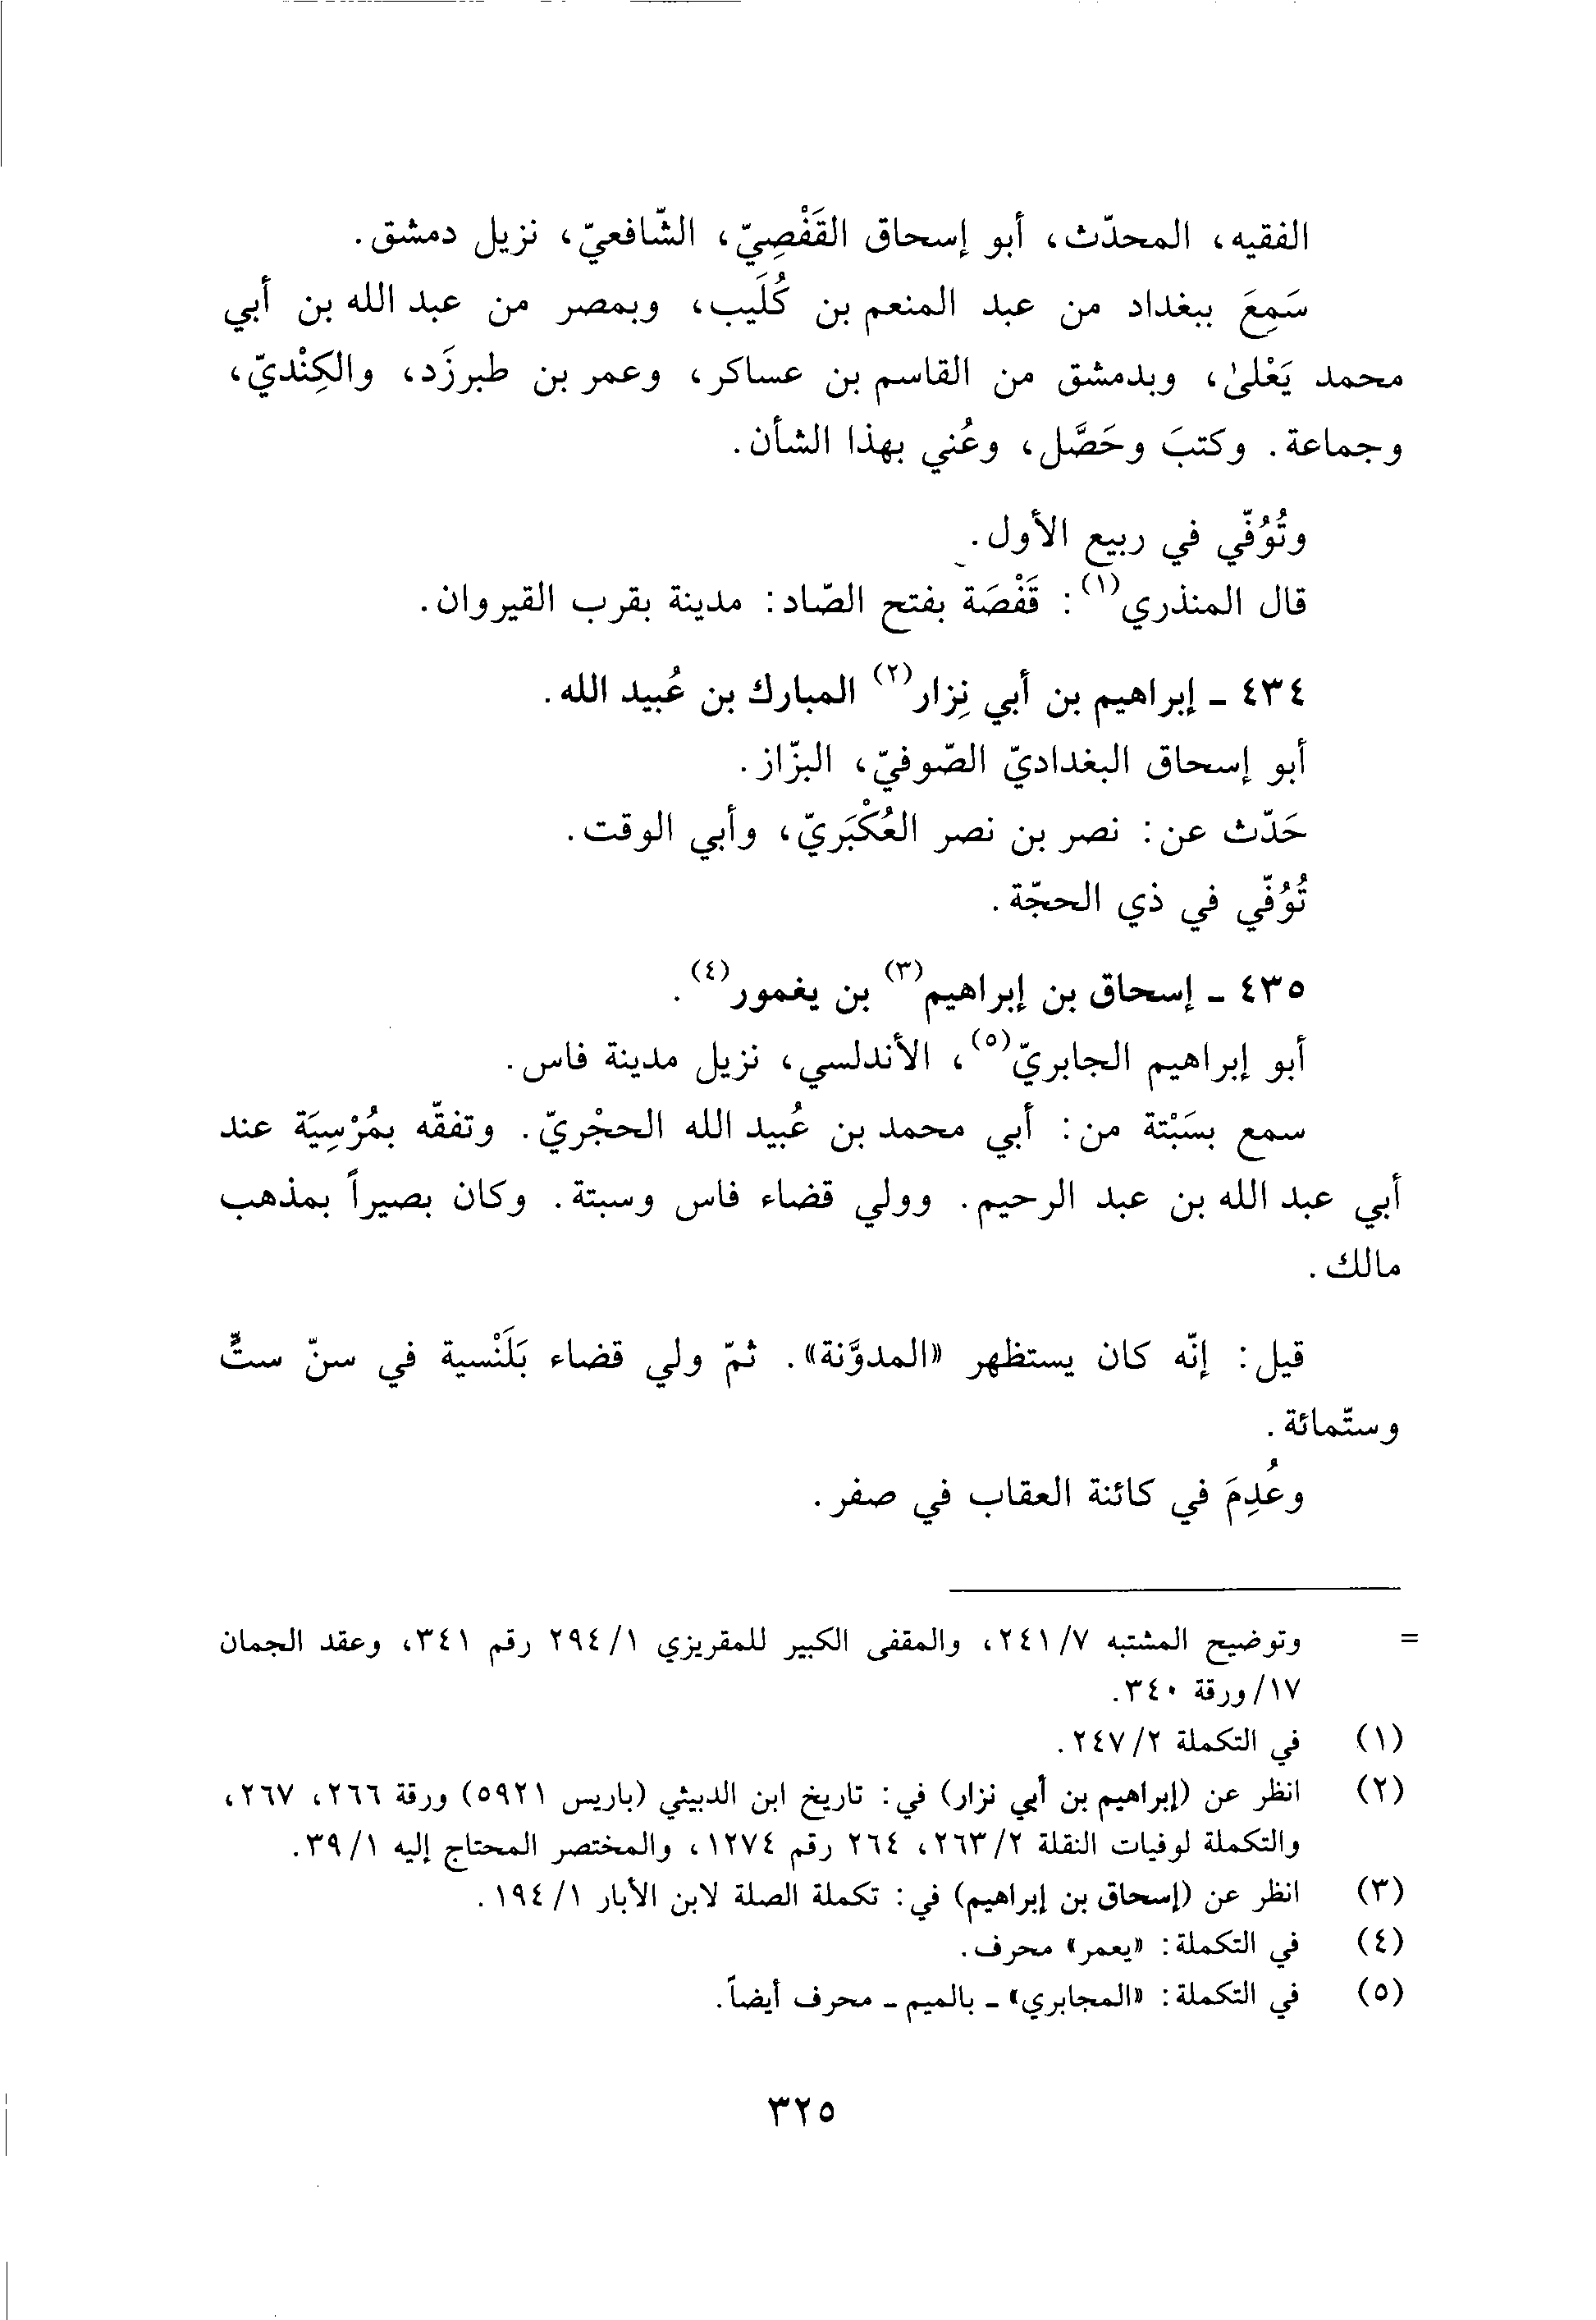 الفقيه، المحدّث، أبو إسحاق القَفْصِيّ، الشّافعيّ، نزيل دمشق.
سَمِعَ ببغداد من عبد المنعم بن كُلَيب، وبمصر من عبد الله بن أبي
محمد يَعْلىٰ، وبدمشق من القاسم بن عساكر، وعمر بن طبرزَد، والكِنْديّ،
وجماعة. وكتبَ وحَصَّل، وعُني بهذا الشأن.
وتُوُفّي في ربيع الأول.
قال المنذري(١): قَفْصَة بفتح الصّاد: مدينة بقرب القيروان.
٤٣٤ ـ إبراهيم بن أبي نِزار(٢) المبارك بن عُبيد الله.
أبو إسحاق البغداديّ الصّوفيّ، البزّاز.
حَدّث عن: نصر بن نصر العُكْبَريّ، وأبي الوقت.
تُوُفّي في ذي الحجّة.
٤٣٥ ـ إسحاق بن إبراهيم(٣) بن يغمور(٤).
أبو إبراهيم الجابريّ(٥)، الأندلسي، نزيل مدينة فاس.
سمع بسَبْتة من: أبي محمد بن عُبيد الله الحجْريّ. وتفقّه بمُرْسِيَة عند
أبي عبد الله بن عبد الرحيم. وولي قضاء فاس وسبتة. وكان بصيراً بمذهب
مالك.
قيل: إنّه كان يستظهر «المدوَّنة». ثمّ ولي قضاء بَلَنْسية في سنّ ستٍّ
وستّمائة.
وعُدِمَ في كائنة العقاب في صفر.
= وتوضيح المشتبه ٢٤١/٧، والمقفى الكبير للمقريزي ٢٩٤/١ رقم ٣٤١، وعقد الجمان
١٧/ورقة ٣٤٠.
(١) في التكملة ٢٤٧/٢.
(٢) انظر عن (إبراهيم بن أبي نزار) في: تاريخ ابن الدبيثي (باريس ٥٩٢١) ورقة ٢٦٦، ٢٦٧،
والتكملة لوفيات النقلة ٢٦٣/٢، ٢٦٤ رقم ١٢٧٤، والمختصر المحتاج إليه ٣٩/١.
(٣) انظر عن (إسحاق بن إبراهيم) في: تكملة الصلة لابن الأبار ١٩٤/١.
(٤) في التكملة: «يعمر» محرف.
(٥) في التكملة: «المجابري» ـ بالميم ـ محرف أيضاً.
٣٢٥